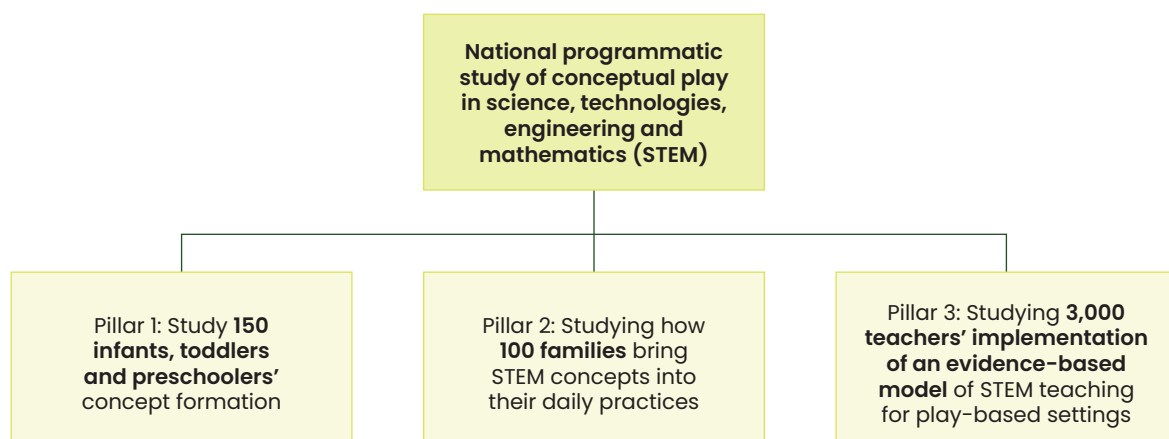 National programmatic
study of conceptual play
in science, technologies,
engineering and
mathematics (STEM)
Pillar 1: Study 150
infants, toddlers
and preschoolers’
concept formation
Pillar 2: Studying how
100 families bring
STEM concepts into
their daily practices
Pillar 3: Studying 3,000
teachers’ implementation
of an evidence-based
model of STEM teaching
for play-based settings